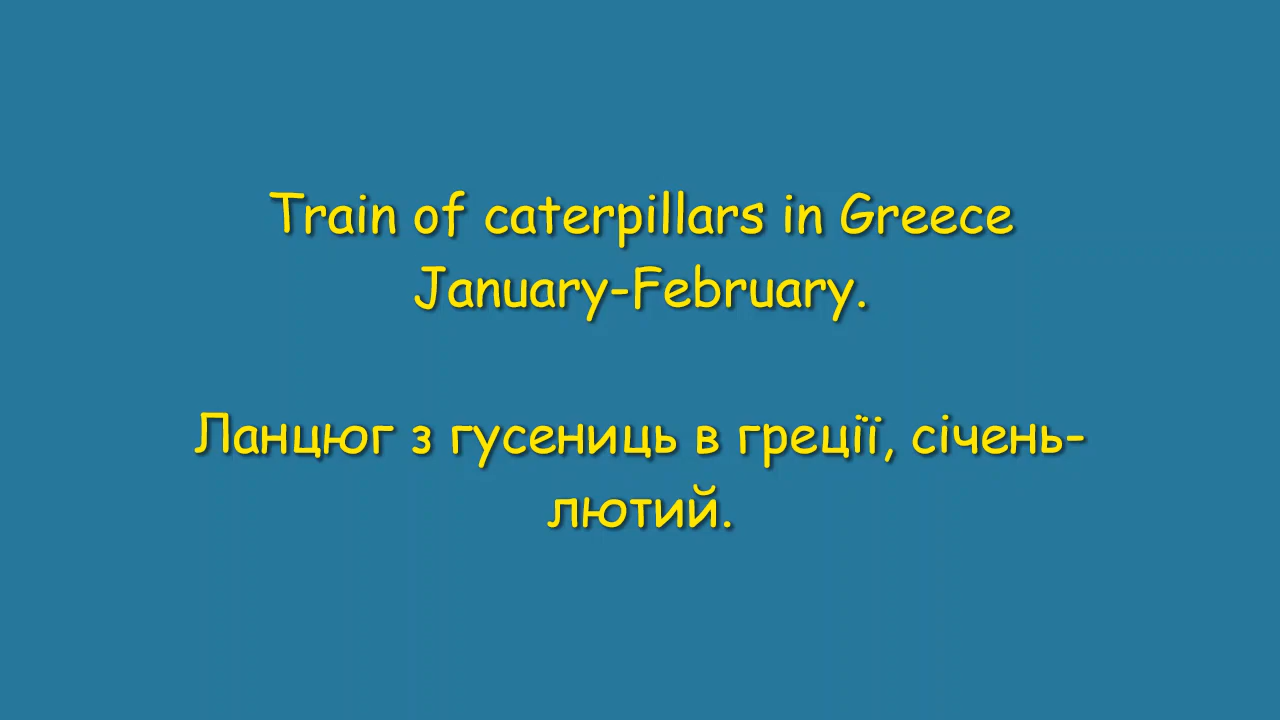 Train of caterpillars in Greece
January-February.
Ланцюг з гусениць в греції, січень-
лютий.